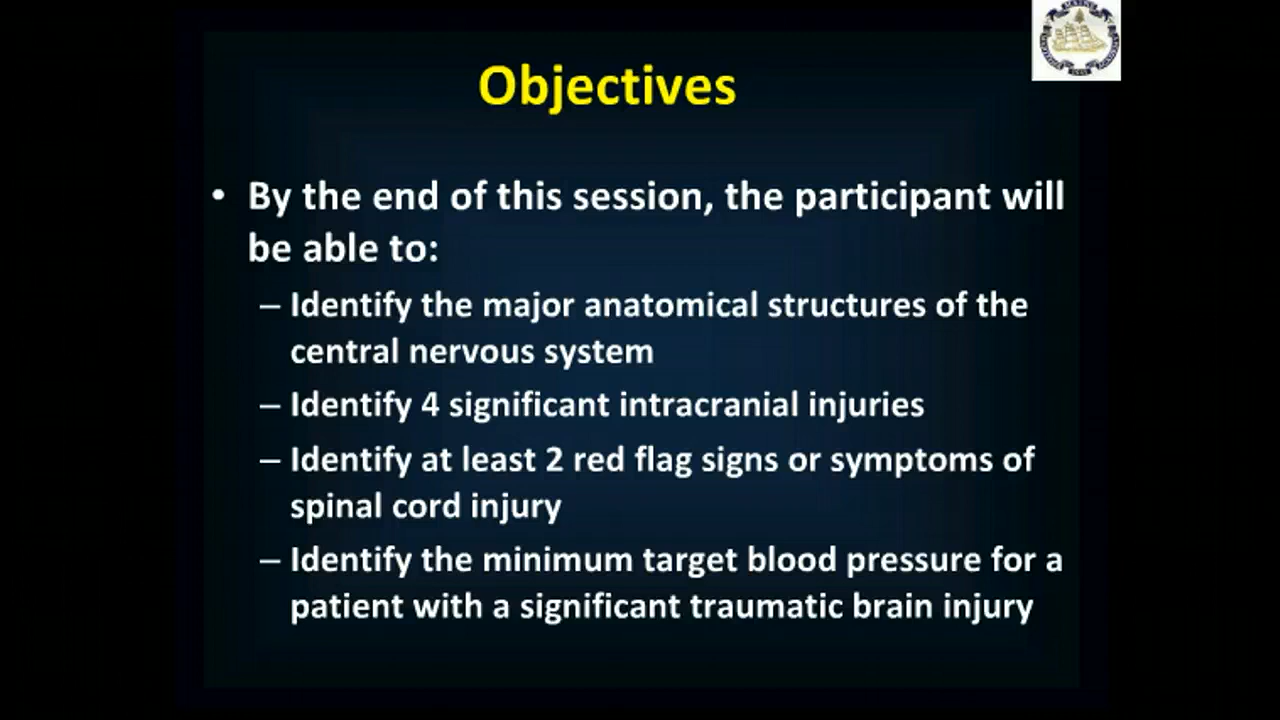 Objectives
• By the end of this session, the participant will
be able to:
– Identify the major anatomical structures of the
central nervous system
– Identify 4 significant intracranial injuries
– Identify at least 2 red flag signs or symptoms of
spinal cord injury
– Identify the minimum target blood pressure for a
patient with a significant traumatic brain injury